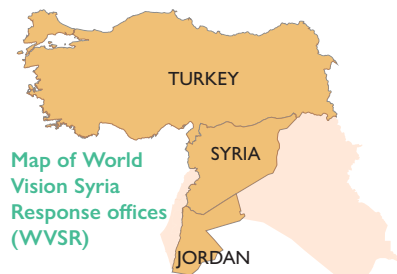 TURKEY
SYRIA
Map of World
Vision Syria
Response offices
(WVSR)
JORDAN